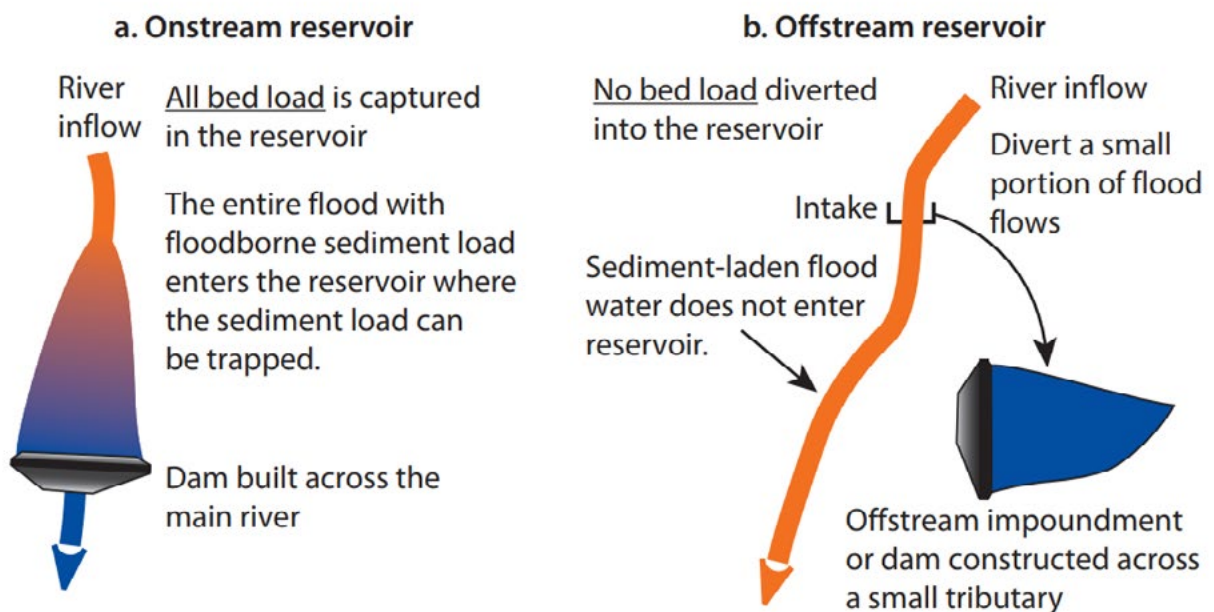 a. Onstream reservoir
River
inflow
All bed load is captured
in the reservoir
The entire flood with
floodborne sediment load
enters the reservoir where
the sediment load can
be trapped.
Dam built across the
main river
b. Offstream reservoir
No bed load diverted
into the reservoir
River inflow
Divert a small
portion of flood
flows
Intake
Sediment-laden flood
water does not enter
reservoir.
Offstream impoundment
or dam constructed across
a small tributary